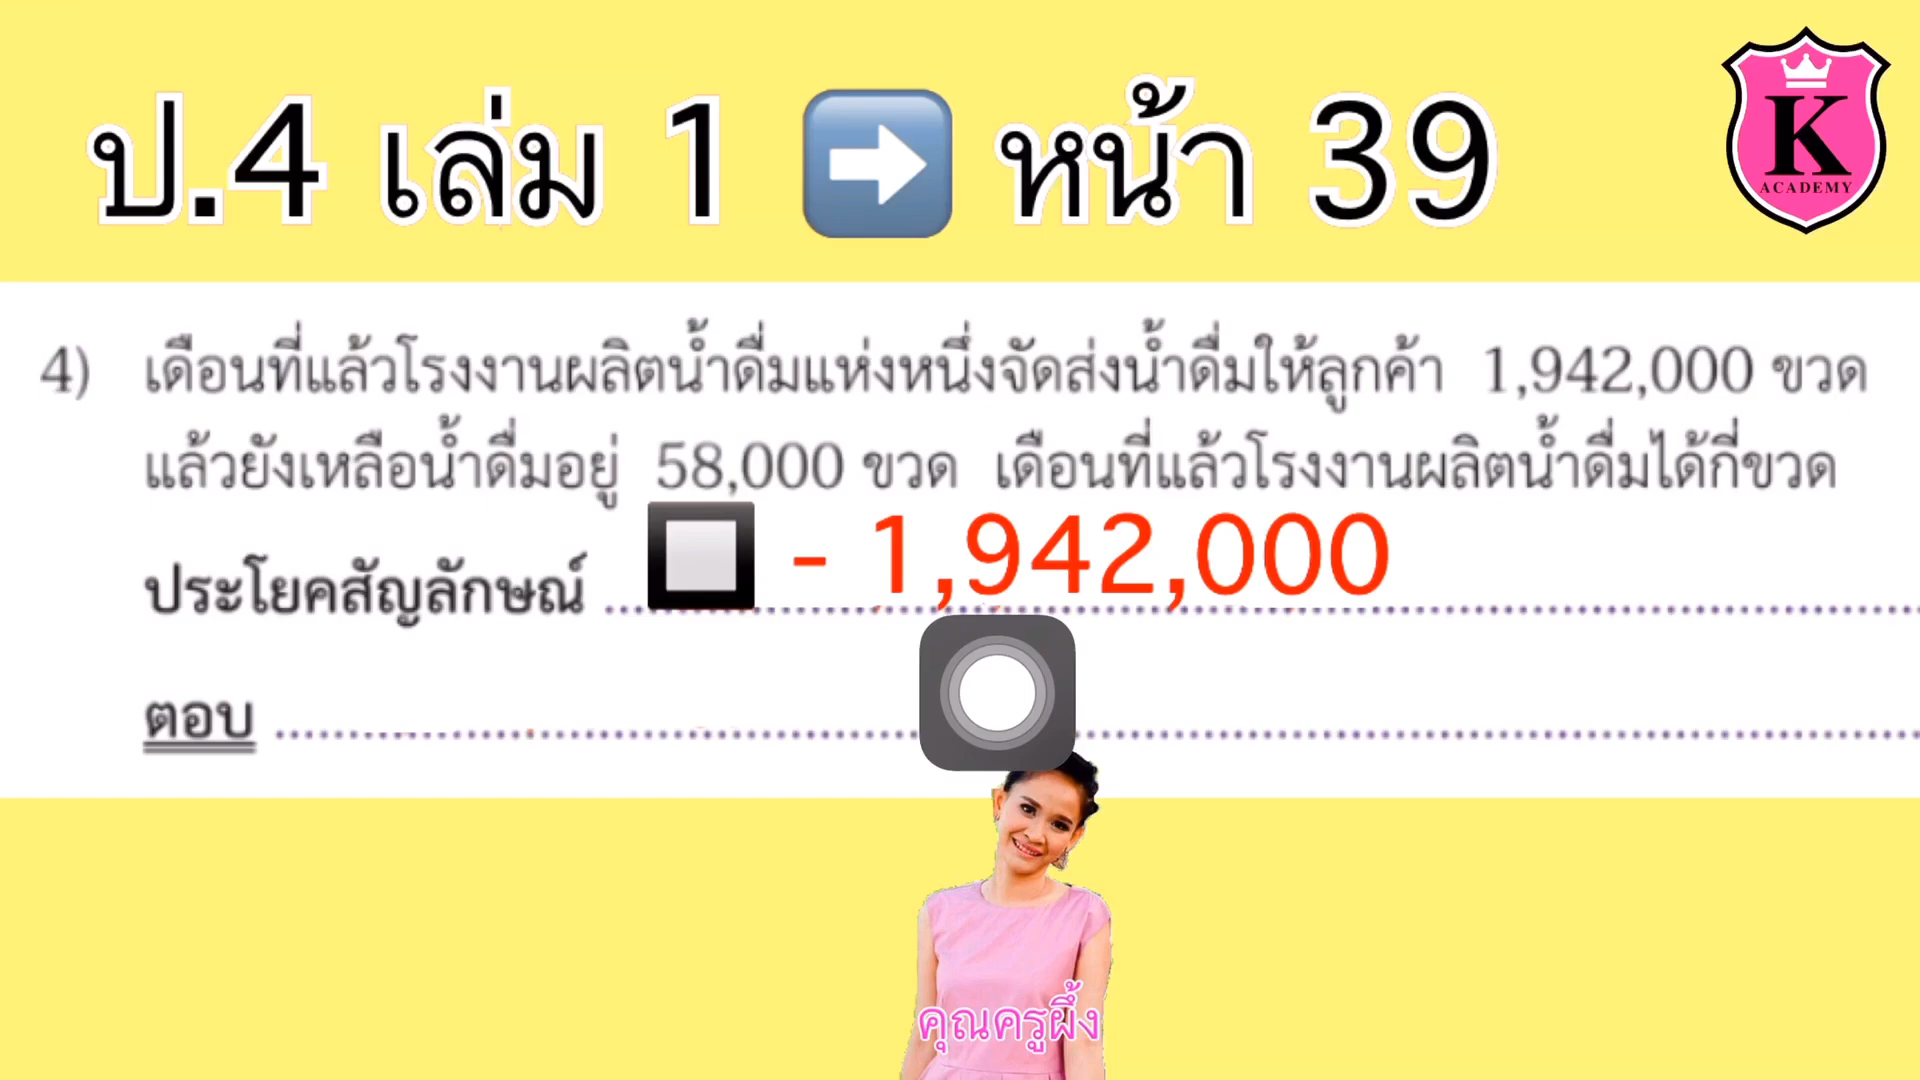 ป.4 เล่ม 1 ➡ หน้า 39
K
ACADEMY
4) เดือนที่แล้วโรงงานผลิตน้ำดื่มแห่งหนึ่งจัดส่งน้ำดื่มให้ลูกค้า 1,942,000 ขวด
แล้วยังเหลือน้ำดื่มอยู่ 58,000 ขวด เดือนที่แล้วโรงงานผลิตน้ำดื่มได้กี่ขวด
ประโยคสัญลักษณ์ 🔲 - 1,942,000
ตอบ
คุณครูผึ้ง